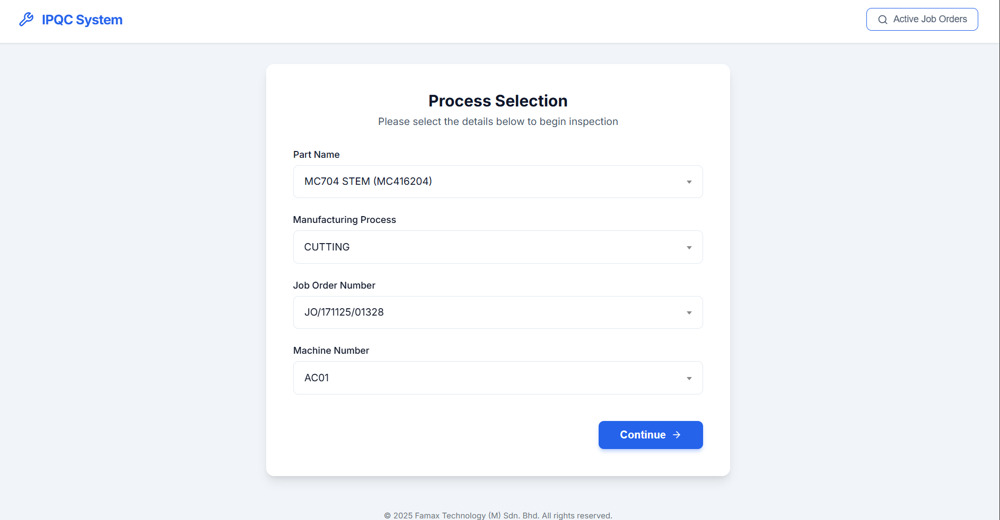 IPQC System
Active Job Orders
Process Selection
Please select the details below to begin inspection
Part Name
MC704 STEM (MC416204)
Manufacturing Process
CUTTING
Job Order Number
JO/171125/01328
Machine Number
AC01
Continue
© 2025 Famax Technology (M) Sdn. Bhd. All rights reserved.